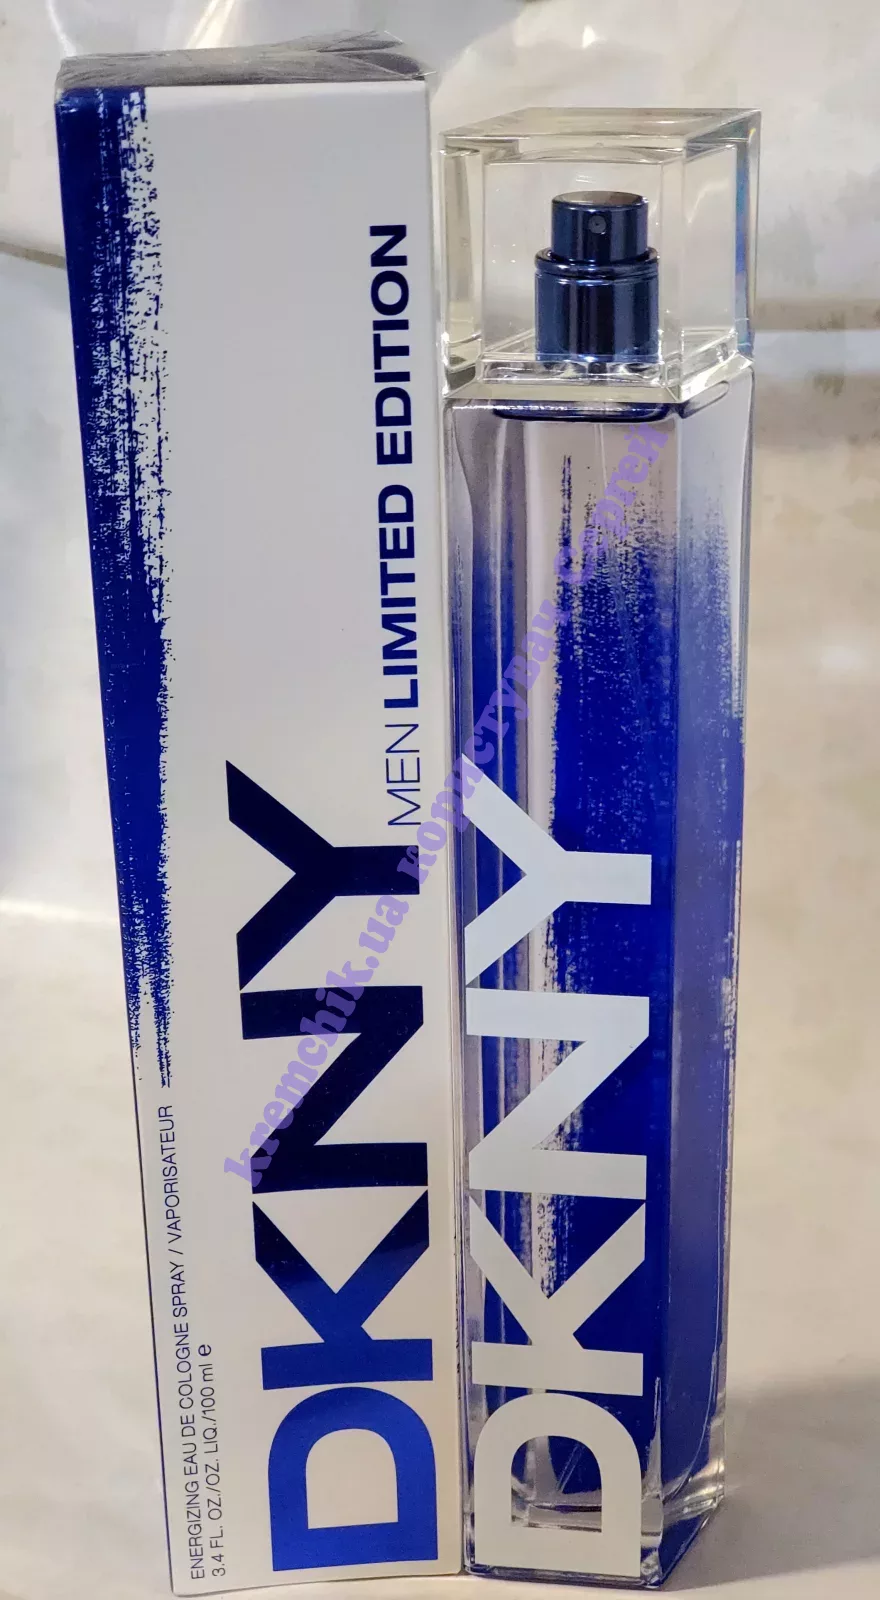 MEN LIMITED EDITION
DKNY
ENERGIZING EAU DE COLOGNE SPRAY / VAPORISATEUR
3.4 FL. OZ./OZ. LIQ./100 ml e
DKNY
kremchik.ua користувач Сергей